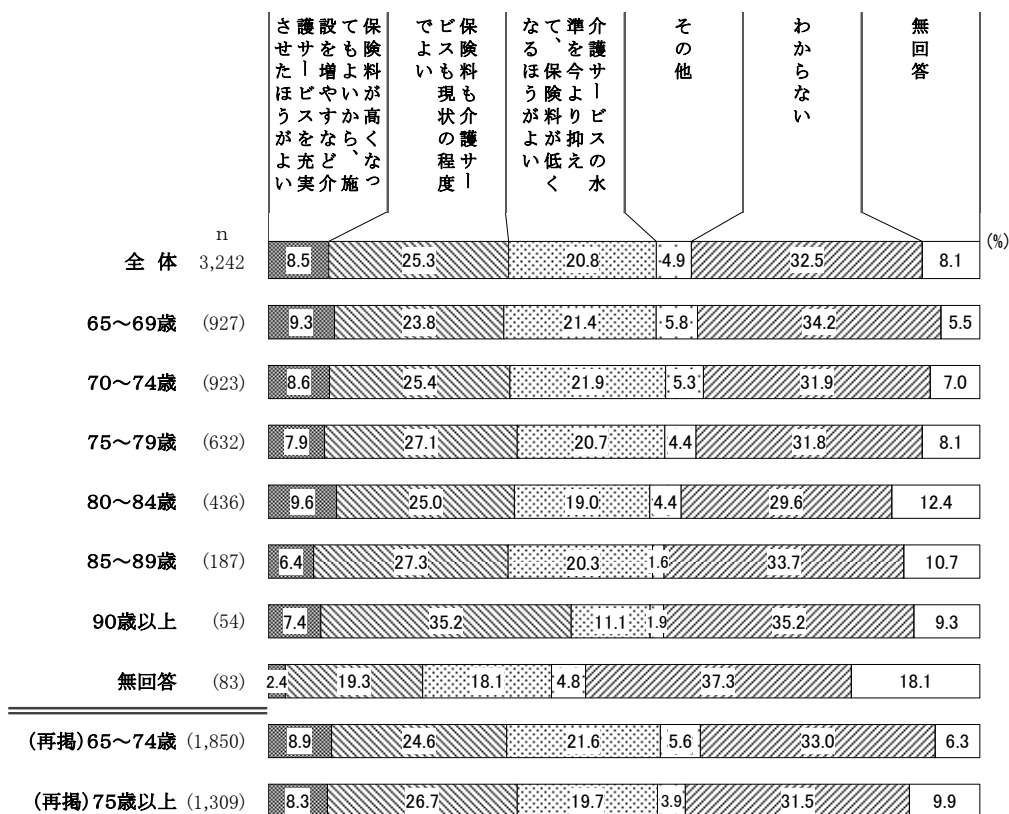 保険料が高くなっ
てもよいから、施
設を増やすなど介
護サービスを充実
させたほうがよい
保険料も介護サー
ビスも現状の程度
でよい
介護サービスの水
準を今より抑え
て、保険料が低く
なるほうがよい
その他
わからない
無回答
(%)
n
全 体 3,242 8.5 25.3 20.8 4.9 32.5 8.1
65～69歳 (927) 9.3 23.8 21.4 5.8 34.2 5.5
70～74歳 (923) 8.6 25.4 21.9 5.3 31.9 7.0
75～79歳 (632) 7.9 27.1 20.7 4.4 31.8 8.1
80～84歳 (436) 9.6 25.0 19.0 4.4 29.6 12.4
85～89歳 (187) 6.4 27.3 20.3 1.6 33.7 10.7
90歳以上 (54) 7.4 35.2 11.1 1.9 35.2 9.3
無回答 (83) 2.4 19.3 18.1 4.8 37.3 18.1
(再掲)65～74歳 (1,850) 8.9 24.6 21.6 5.6 33.0 6.3
(再掲)75歳以上 (1,309) 8.3 26.7 19.7 3.9 31.5 9.9